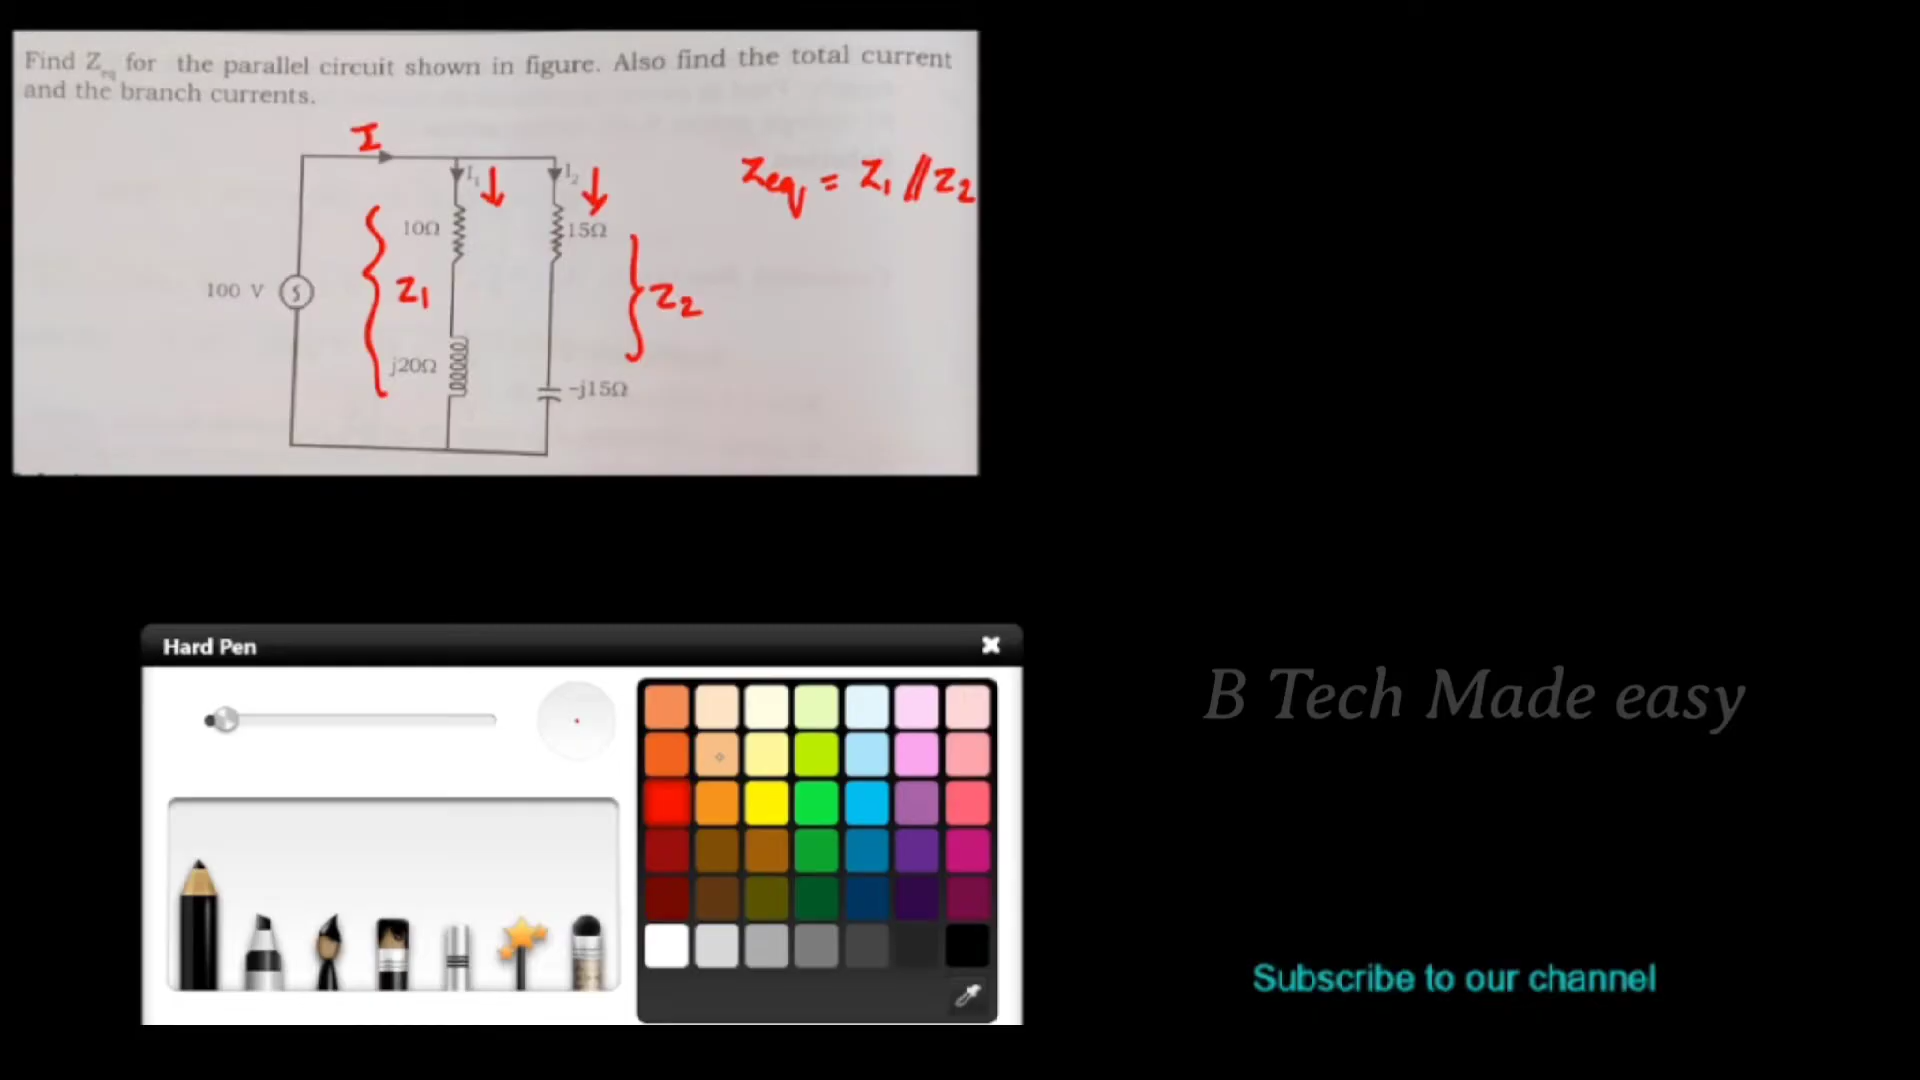 Find Zeq for the parallel circuit shown in figure. Also find the total current
and the branch currents.
I
I1
I2
Zeq = Z1 // Z2
10Ω
15Ω
100 V
S
Z1
Z2
j20Ω
-j15Ω
Hard Pen
B Tech Made easy
Subscribe to our channel